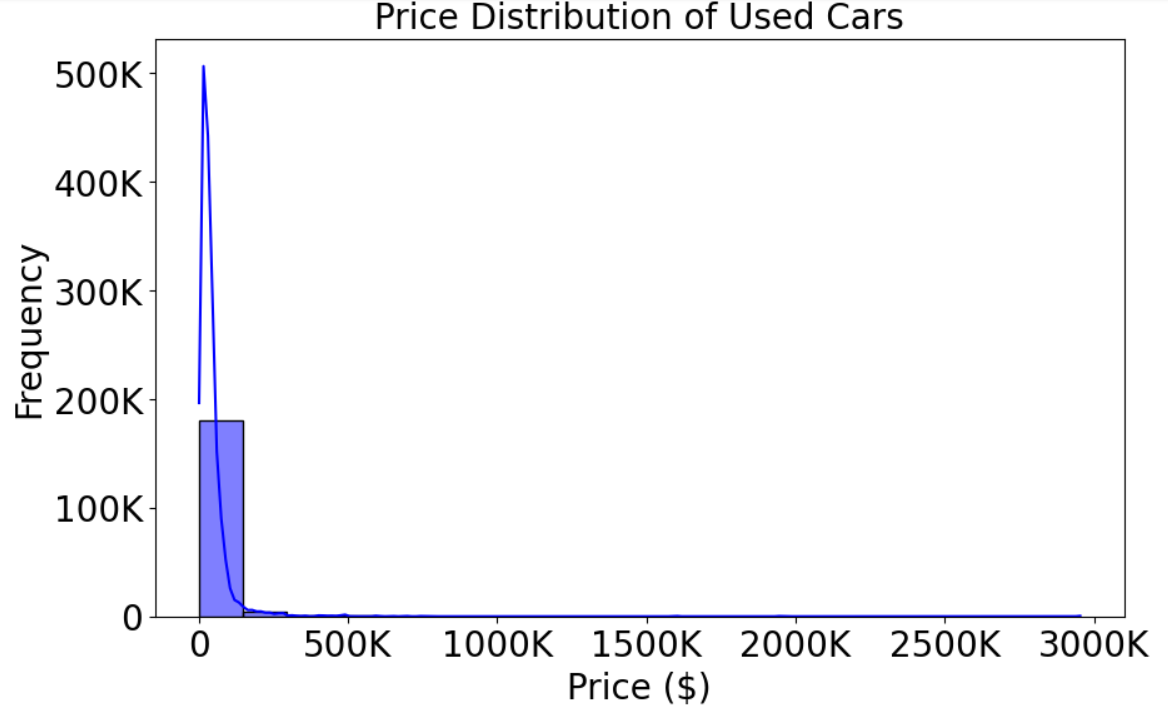 Price Distribution of Used Cars
500K
400K
300K
200K
100K
0
Frequency
0 500K 1000K 1500K 2000K 2500K 3000K
Price ($)